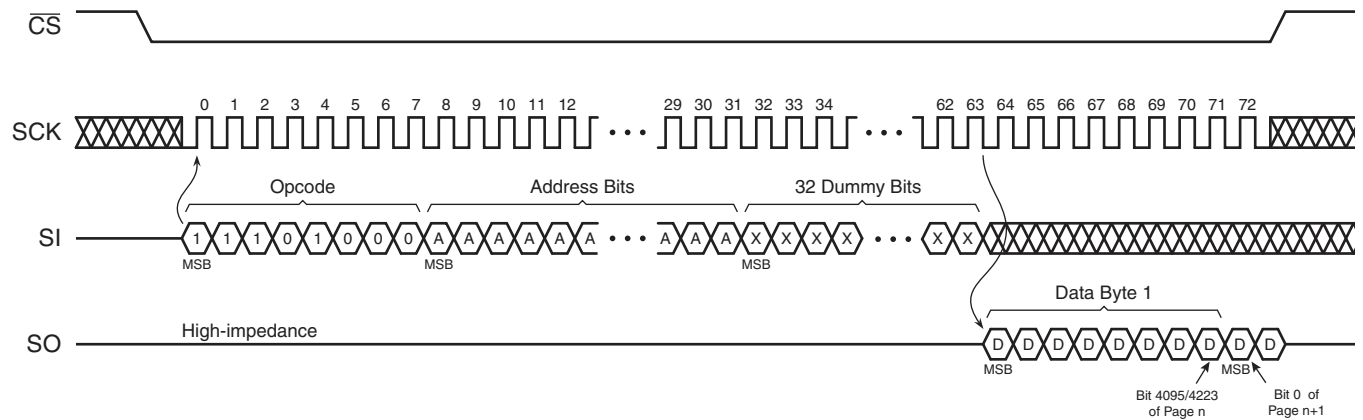 CS
0 1 2 3 4 5 6 7 8 9 10 11 12 29 30 31 32 33 34 62 63 64 65 66 67 68 69 70 71 72
SCK
Opcode Address Bits 32 Dummy Bits
SI 1 1 1 0 1 0 0 0 A A A A A A A A A X X X X X X
MSB MSB MSB
Data Byte 1
High-impedance
SO D D D D D D D D D D
MSB MSB
Bit 4095/4223 of Page n
Bit 0 of Page n+1